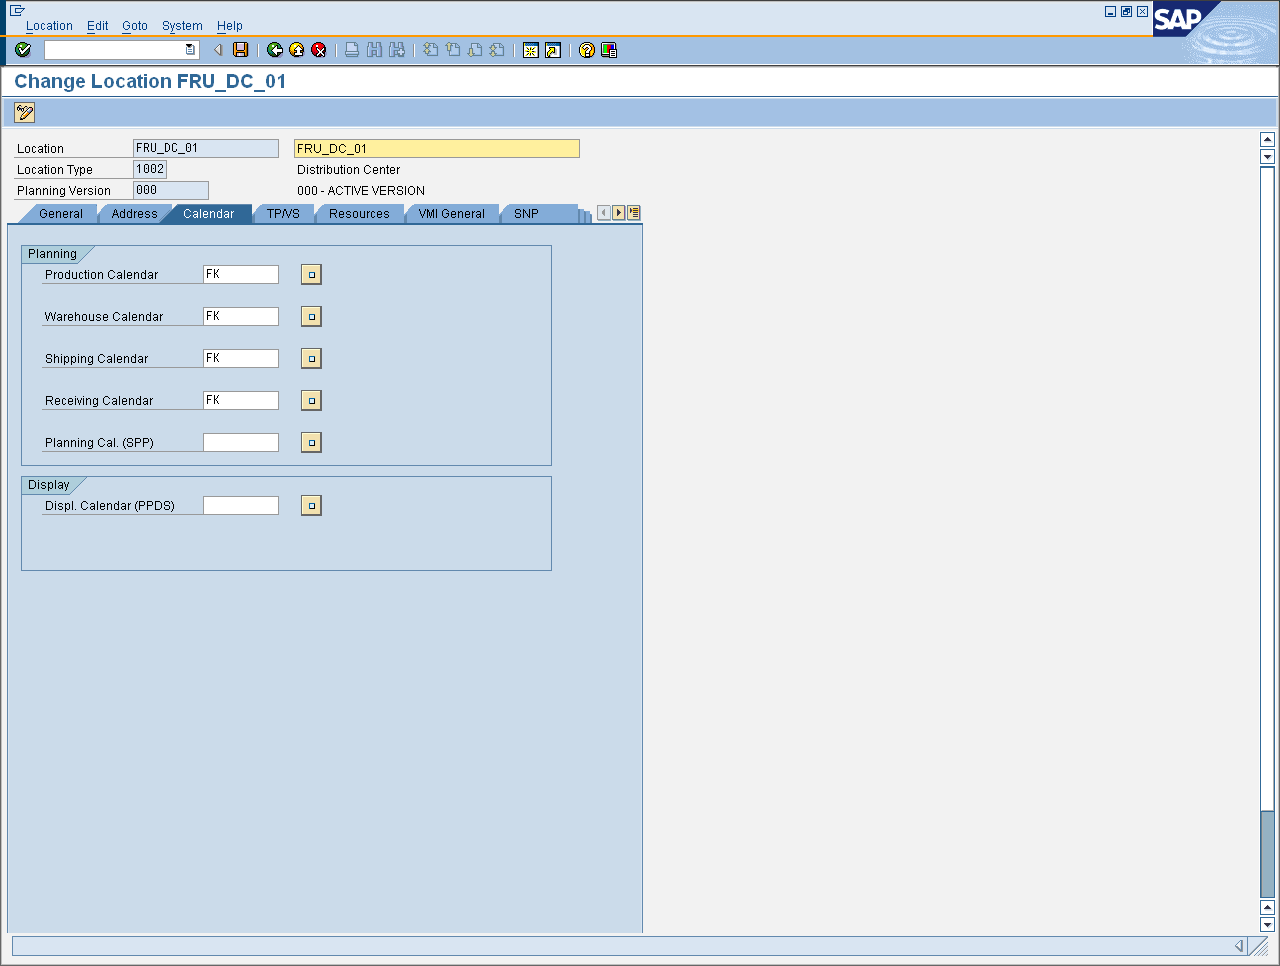 Location Edit Goto System Help
SAP
Change Location FRU_DC_01
Location FRU_DC_01 FRU_DC_01
Location Type 1002 Distribution Center
Planning Version 000 000 - ACTIVE VERSION
General Address Calendar TP/VS Resources VMI General SNP
Planning
Production Calendar FK
Warehouse Calendar FK
Shipping Calendar FK
Receiving Calendar FK
Planning Cal. (SPP)
Display
Displ. Calendar (PPDS)